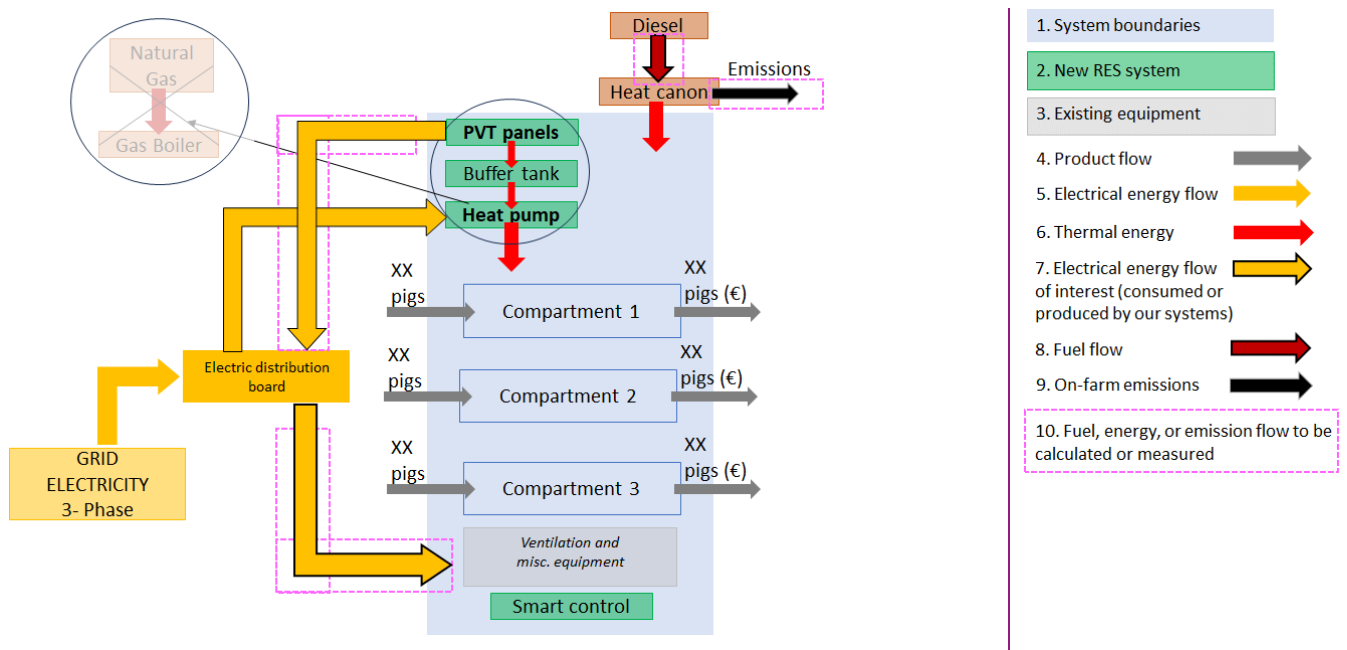 Natural
Gas
Gas Boiler
Diesel
Heat canon
Emissions
PVT panels
Buffer tank
Heat pump
XX
pigs
Compartment 1
XX
pigs (€)
XX
pigs
Compartment 2
XX
pigs (€)
XX
pigs
Compartment 3
XX
pigs (€)
Electric distribution
board
GRID
ELECTRICITY
3- Phase
Ventilation and
misc. equipment
Smart control
1. System boundaries
2. New RES system
3. Existing equipment
4. Product flow
5. Electrical energy flow
6. Thermal energy
7. Electrical energy flow
of interest (consumed or
produced by our systems)
8. Fuel flow
9. On-farm emissions
10. Fuel, energy, or emission flow to be
calculated or measured